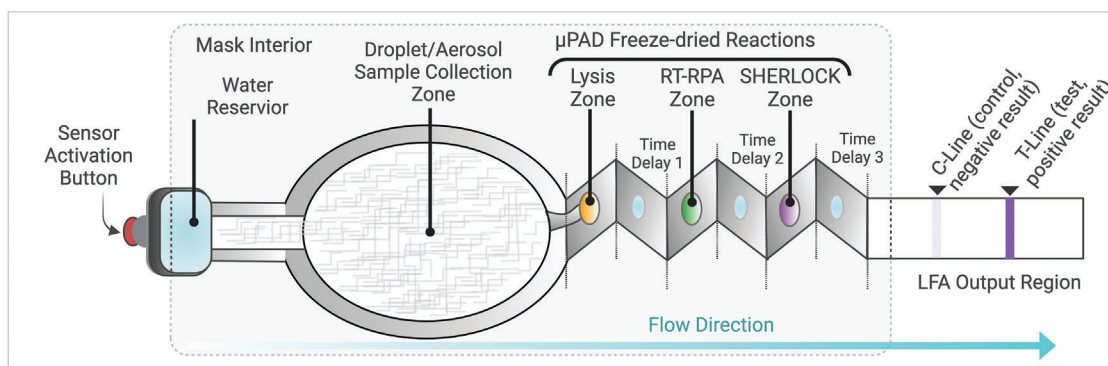 Mask Interior
Water
Reservior
Sensor
Activation
Button
Droplet/Aerosol
Sample Collection
Zone
µPAD Freeze-dried Reactions
Lysis
Zone
RT-RPA
Zone
SHERLOCK
Zone
Time
Delay 1
Time
Delay 2
Time
Delay 3
C-Line (control,
negative result)
T-Line (test,
positive result)
LFA Output Region
Flow Direction